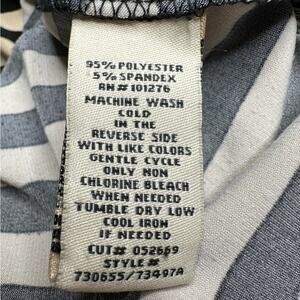 95% POLYESTER
5% SPANDEX
RN# 101276
MACHINE WASH
COLD
IN THE
REVERSE SIDE
WITH LIKE COLORS
GENTLE CYCLE
ONLY NON
CHLORINE BLEACH
WHEN NEEDED
TUMBLE DRY LOW
COOL IRON
IF NEEDED
CUT# 052669
STYLE#
730655/73497A